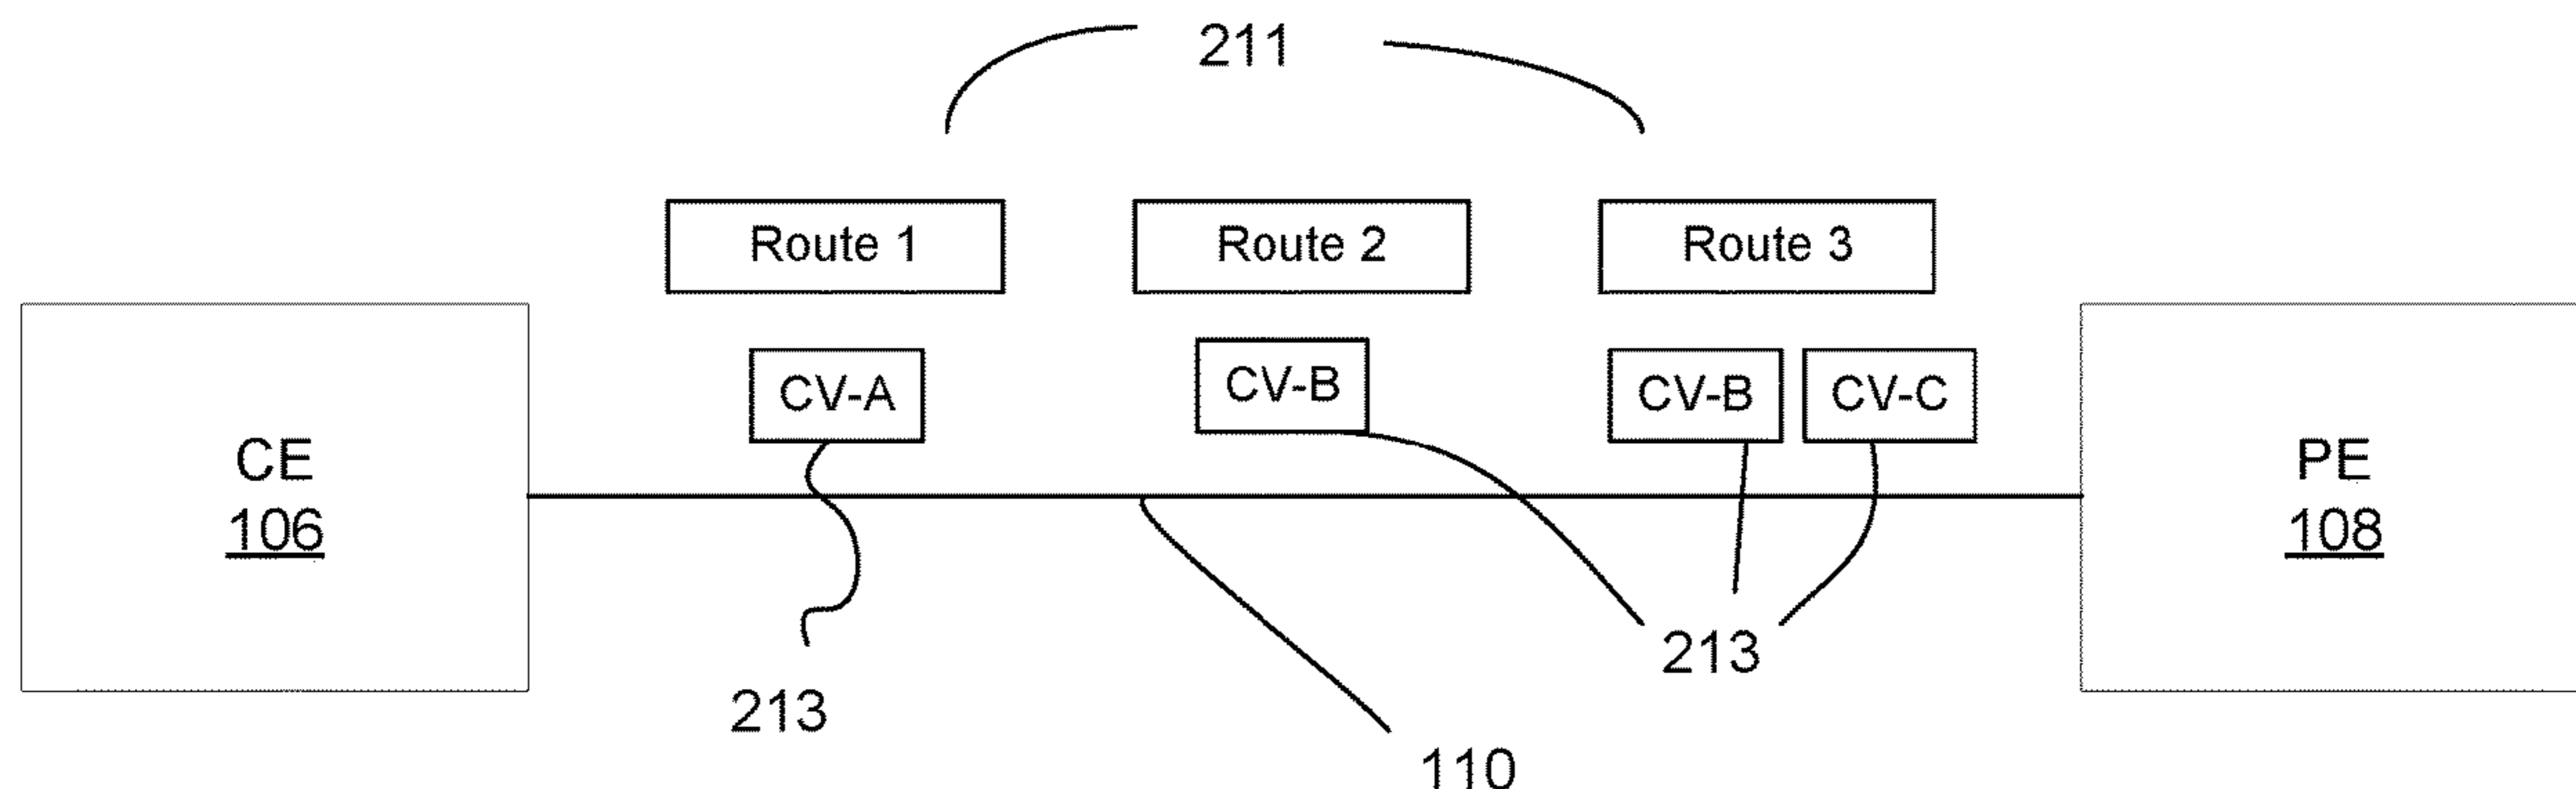 211
Route 1
Route 2
Route 3
CV-A
CV-B
CV-B
CV-C
CE
106
PE
108
213
213
110